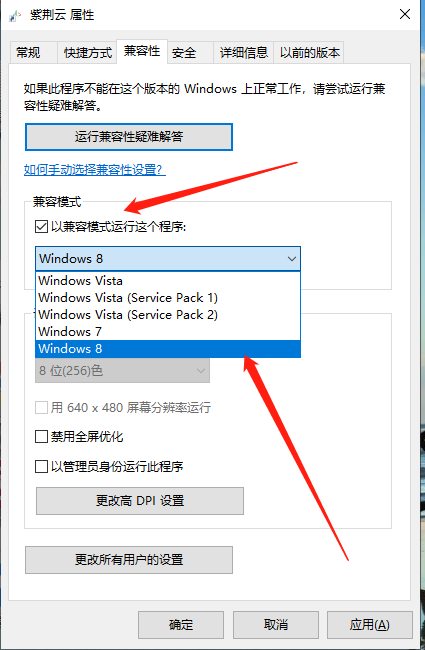 紫荆云 属性
常规 快捷方式 兼容性 安全 详细信息 以前的版本
如果此程序不能在这个版本的 Windows 上正常工作，请尝试运行兼
容性疑难解答。
运行兼容性疑难解答
如何手动选择兼容性设置?
兼容模式
以兼容模式运行这个程序:
Windows 8
Windows Vista
Windows Vista (Service Pack 1)
Windows Vista (Service Pack 2)
Windows 7
Windows 8
8 位(256)色
用 640 x 480 屏幕分辨率运行
禁用全屏优化
以管理员身份运行此程序
更改高 DPI 设置
更改所有用户的设置
确定 取消 应用(A)